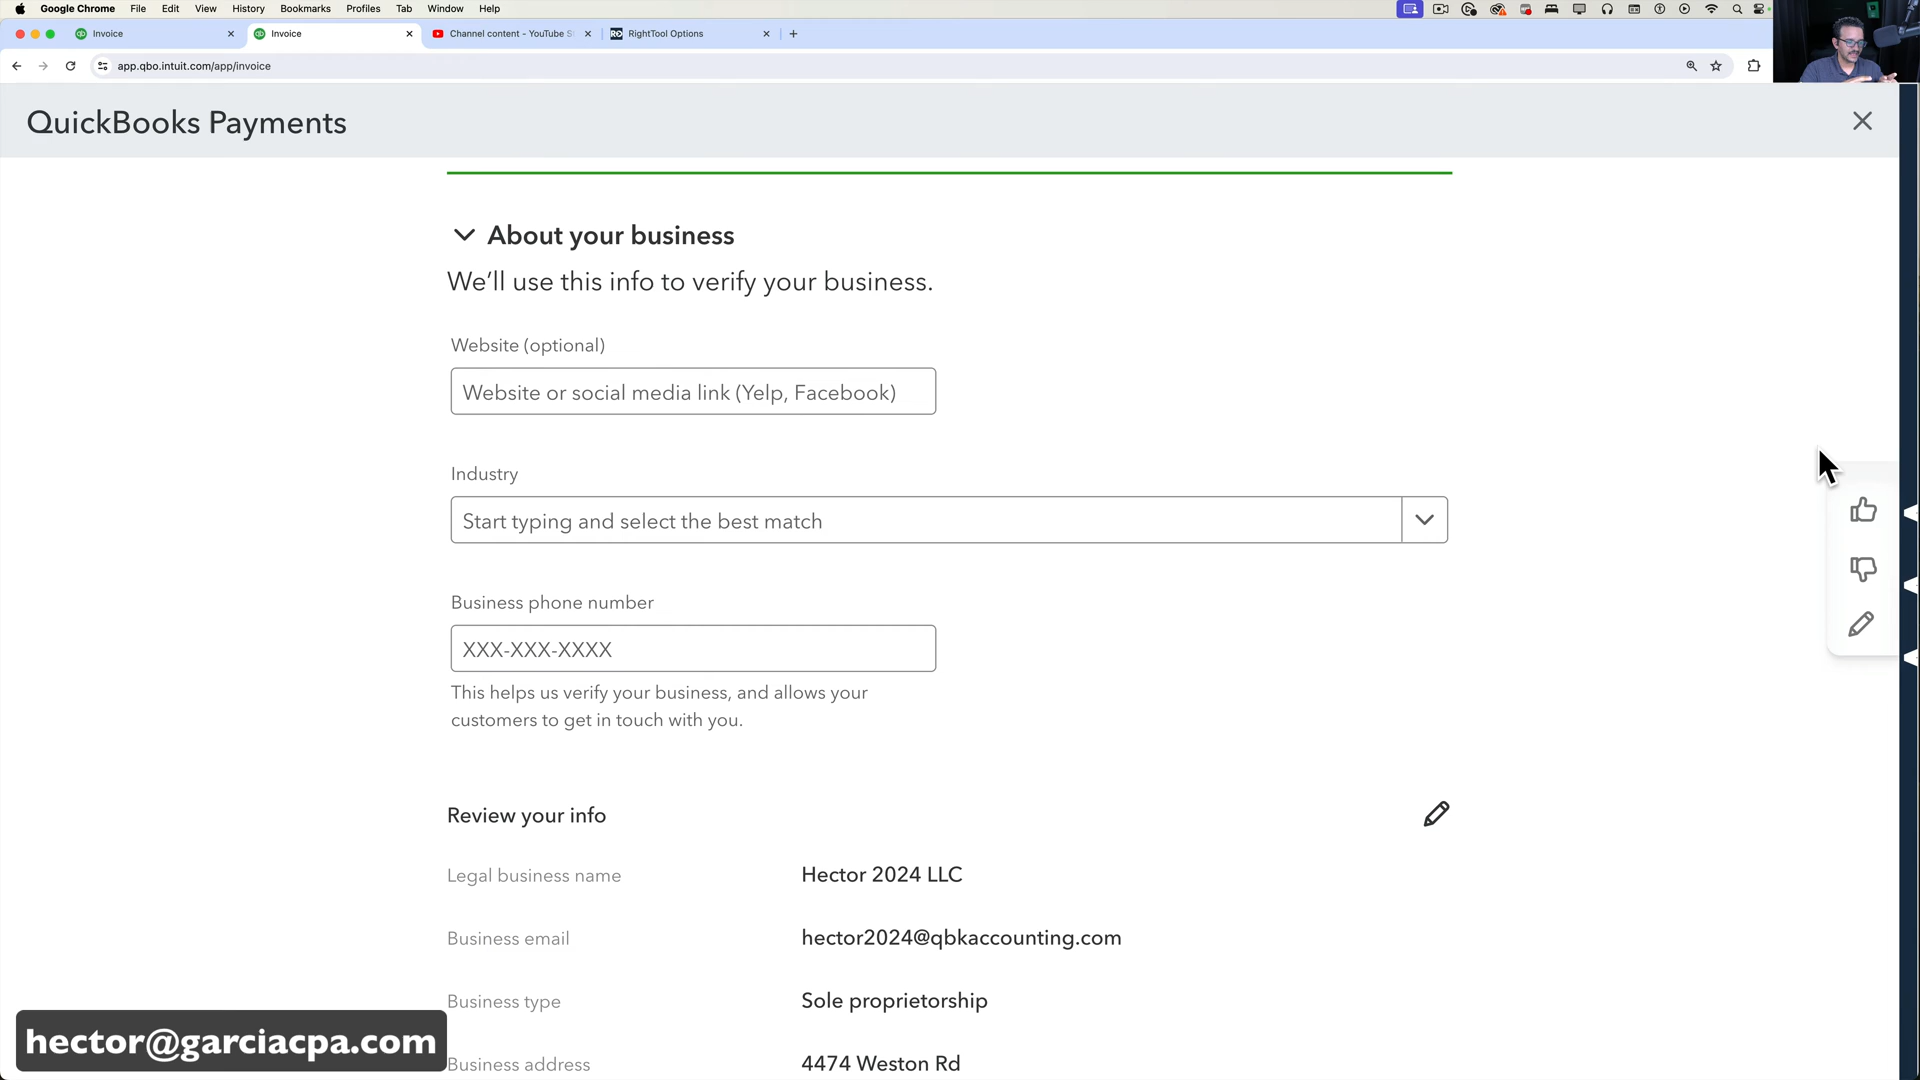 Google Chrome File Edit View History Bookmarks Profiles Tab Window Help
Invoice Invoice Channel content - YouTube S RightTool Options
app.qbo.intuit.com/app/invoice
QuickBooks Payments
About your business
We’ll use this info to verify your business.
Website (optional)
Website or social media link (Yelp, Facebook)
Industry
Start typing and select the best match
Business phone number
XXX-XXX-XXXX
This helps us verify your business, and allows your
customers to get in touch with you.
Review your info
Legal business name Hector 2024 LLC
Business email hector2024@qbkaccounting.com
Business type Sole proprietorship
hector@garciacpa.com
Business address 4474 Weston Rd